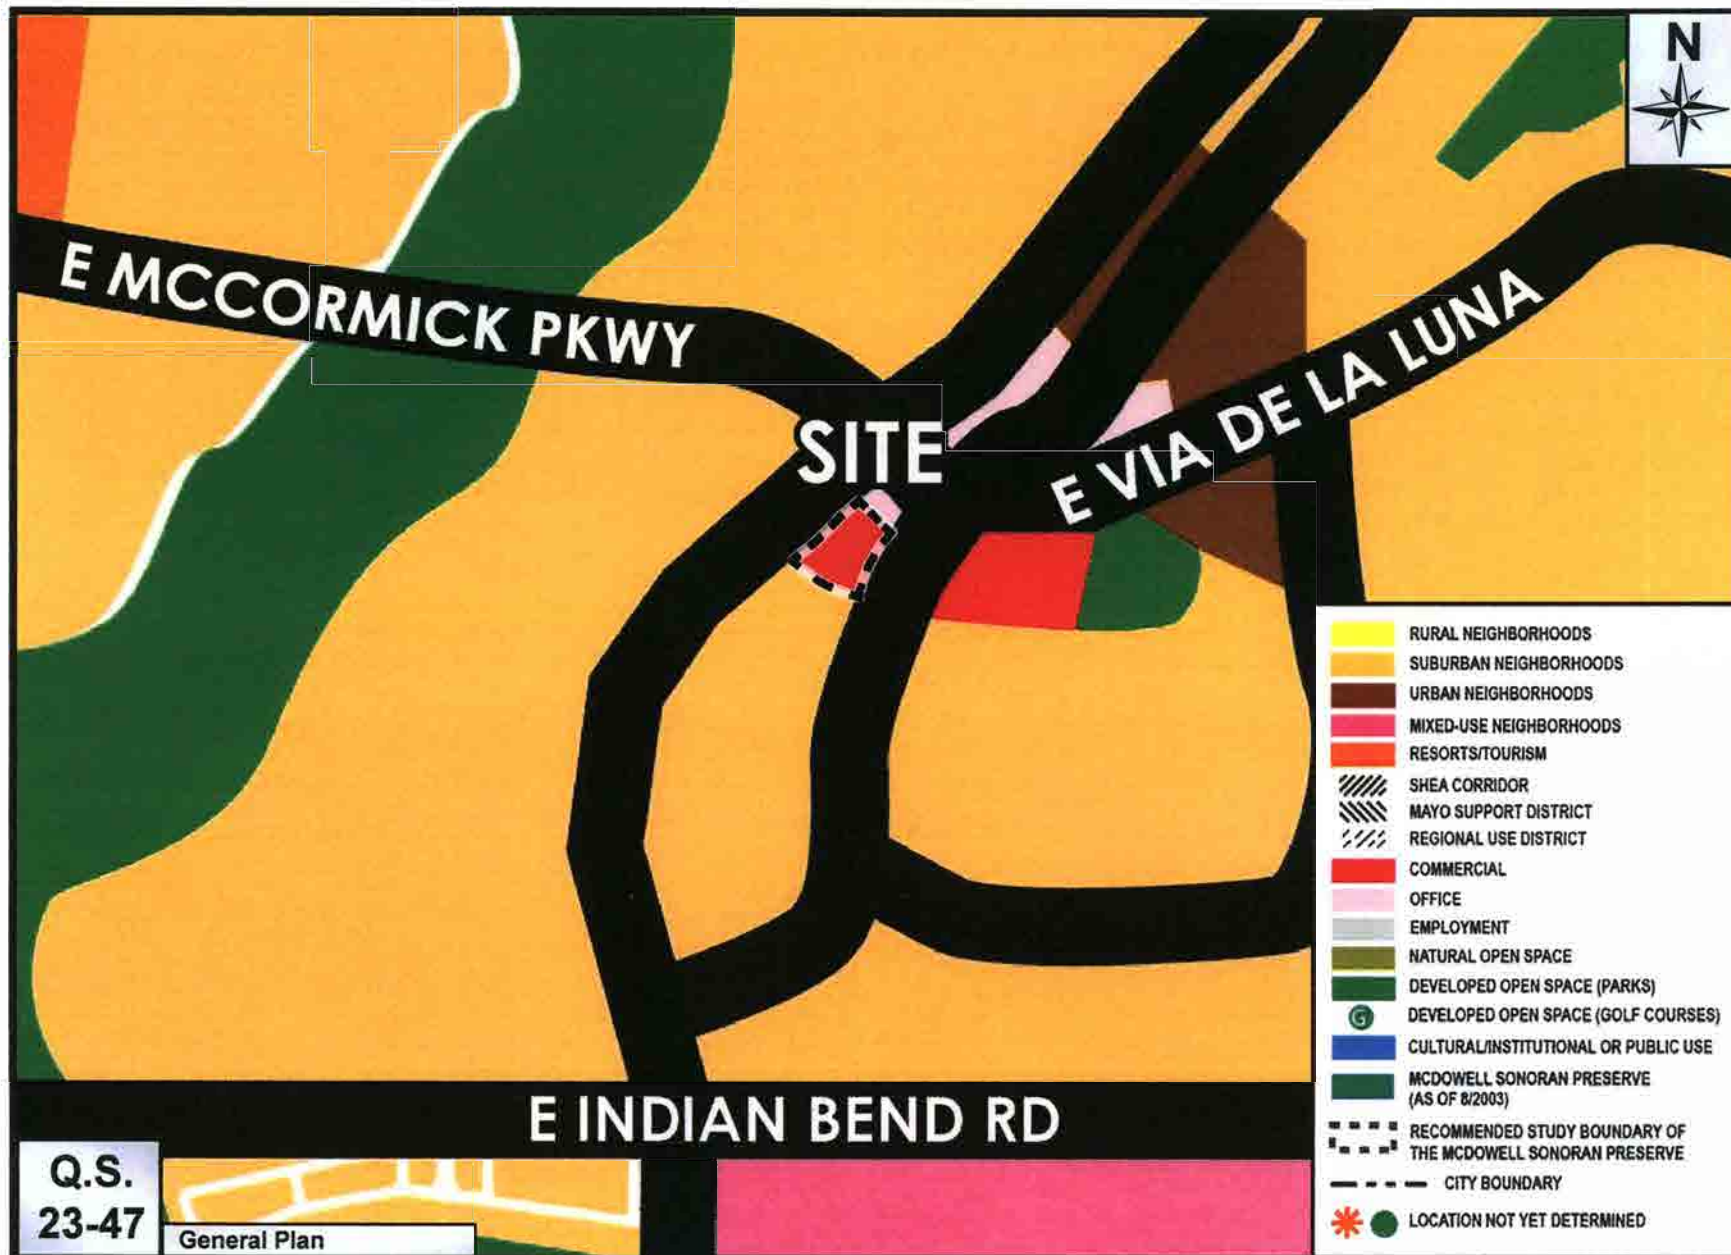 N
E MCCORMICK PKWY
SITE
E VIA DE LA LUNA
RURAL NEIGHBORHOODS
SUBURBAN NEIGHBORHOODS
URBAN NEIGHBORHOODS
MIXED-USE NEIGHBORHOODS
RESORTS/TOURISM
SHEA CORRIDOR
MAYO SUPPORT DISTRICT
REGIONAL USE DISTRICT
COMMERCIAL
OFFICE
EMPLOYMENT
NATURAL OPEN SPACE
DEVELOPED OPEN SPACE (PARKS)
G DEVELOPED OPEN SPACE (GOLF COURSES)
CULTURAL/INSTITUTIONAL OR PUBLIC USE
MCDOWELL SONORAN PRESERVE
(AS OF 8/2003)
RECOMMENDED STUDY BOUNDARY OF
THE MCDOWELL SONORAN PRESERVE
CITY BOUNDARY
LOCATION NOT YET DETERMINED
E INDIAN BEND RD
Q.S.
23-47
General Plan